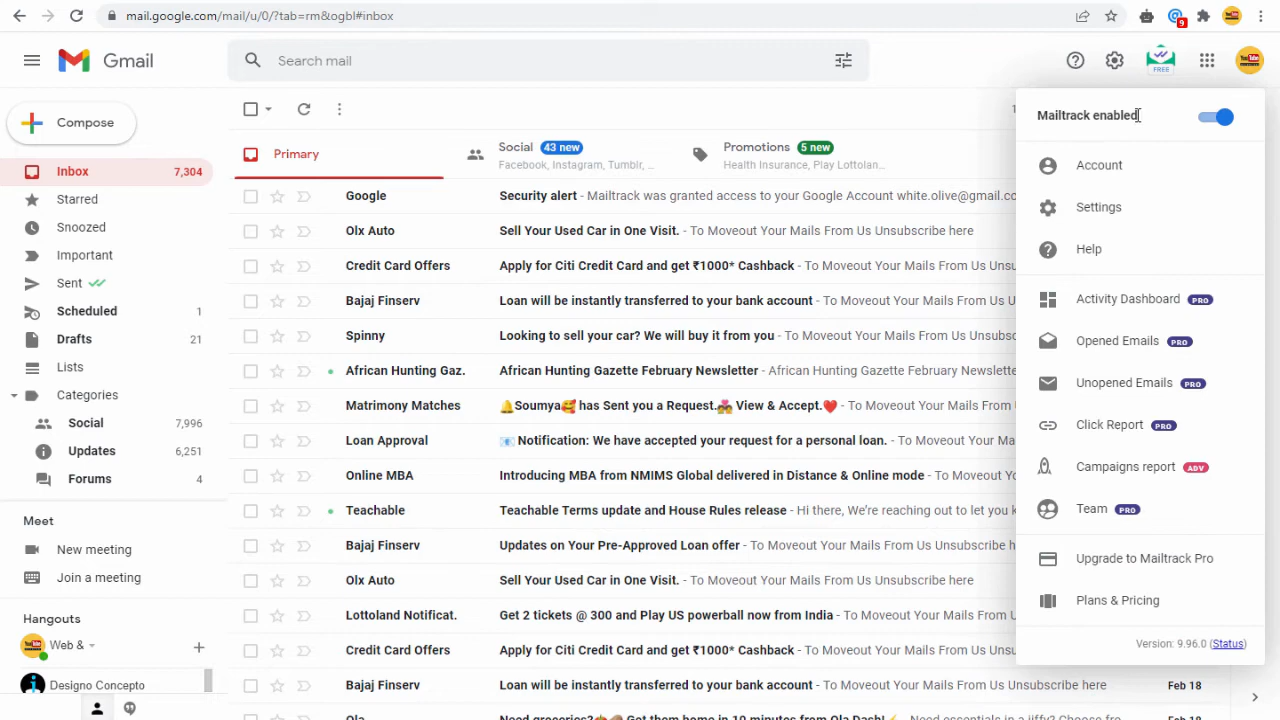 mail.google.com/mail/u/0/?tab=rm&ogbl#inbox
9
Gmail
Search mail
FREE
Compose
Inbox 7,304
Starred
Snoozed
Important
Sent
Scheduled 1
Drafts 21
Lists
Categories
Social 7,996
Updates 6,251
Forums 4
Meet
New meeting
Join a meeting
Hangouts
Web &
Designo Concepto
Primary
Social 43 new
Facebook, Instagram, Tumblr, ...
Promotions 5 new
Health Insurance, Play Lottolan...
Google Security alert - Mailtrack was granted access to your Google Account white.olive@gmail.co
Olx Auto Sell Your Used Car in One Visit. - To Moveout Your Mails From Us Unsubscribe here
Credit Card Offers Apply for Citi Credit Card and get ₹1000* Cashback - To Moveout Your Mails From Us
Bajaj Finserv Loan will be instantly transferred to your bank account - To Moveout Your Mails From Us
Spinny Looking to sell your car? We will buy it from you - To Moveout Your Mails From Us Unsubs
African Hunting Gaz. African Hunting Gazette February Newsletter - African Hunting Gazette February
Matrimony Matches 🔔Soumya🥰 has Sent you a Request.💑 View & Accept.❤️ - To Moveout Your Mails From
Loan Approval 📧 Notification: We have accepted your request for a personal loan. - To Moveout Your Mai
Online MBA Introducing MBA from NMIMS Global delivered in Distance & Online mode - To Moveout Your
Teachable Teachable Terms update and House Rules release - Hi there, We're reaching out to let you k
Bajaj Finserv Updates on Your Pre-Approved Loan offer - To Moveout Your Mails From Us Unsubscribe h
Olx Auto Sell Your Used Car in One Visit. - To Moveout Your Mails From Us Unsubscribe here
Lottoland Notificat. Get 2 tickets @ 300 and Play US powerball now from India - To Moveout Your Mails From Us
Credit Card Offers Apply for Citi Credit Card and get ₹1000* Cashback - To Moveout Your Mails From Us
Bajaj Finserv Loan will be instantly transferred to your bank account - To Moveout Your Mails From Us Unsubscribe here Feb 18
Mailtrack enabled
Account
Settings
Help
Activity Dashboard PRO
Opened Emails PRO
Unopened Emails PRO
Click Report PRO
Campaigns report ADV
Team PRO
Upgrade to Mailtrack Pro
Plans & Pricing
Version: 9.96.0 (Status)